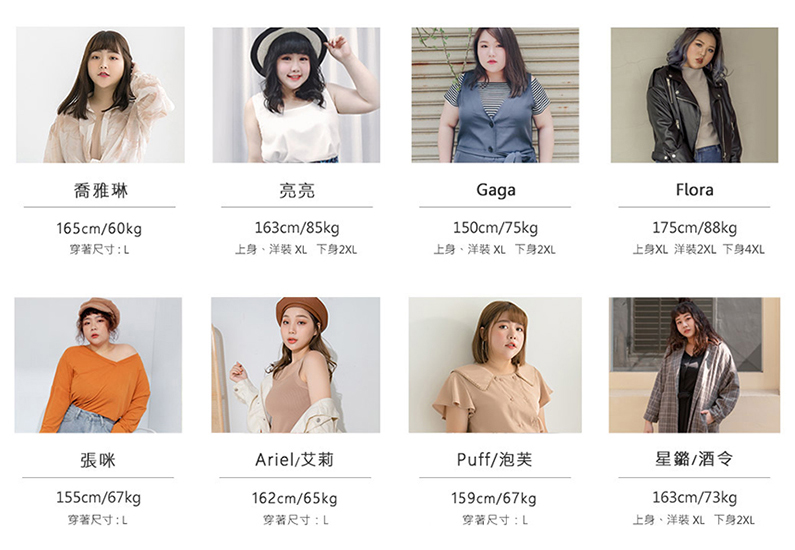 喬雅琳
165cm/60kg
穿著尺寸 : L
亮亮
163cm/85kg
上身、洋裝 XL 下身2XL
Gaga
150cm/75kg
上身、洋裝 XL 下身2XL
Flora
175cm/88kg
上身XL 洋裝2XL 下身4XL
張咪
155cm/67kg
穿著尺寸 : L
Ariel/艾莉
162cm/65kg
穿著尺寸 : L
Puff/泡芙
159cm/67kg
穿著尺寸 : L
星鏴/酒令
163cm/73kg
上身、洋裝 XL 下身2XL